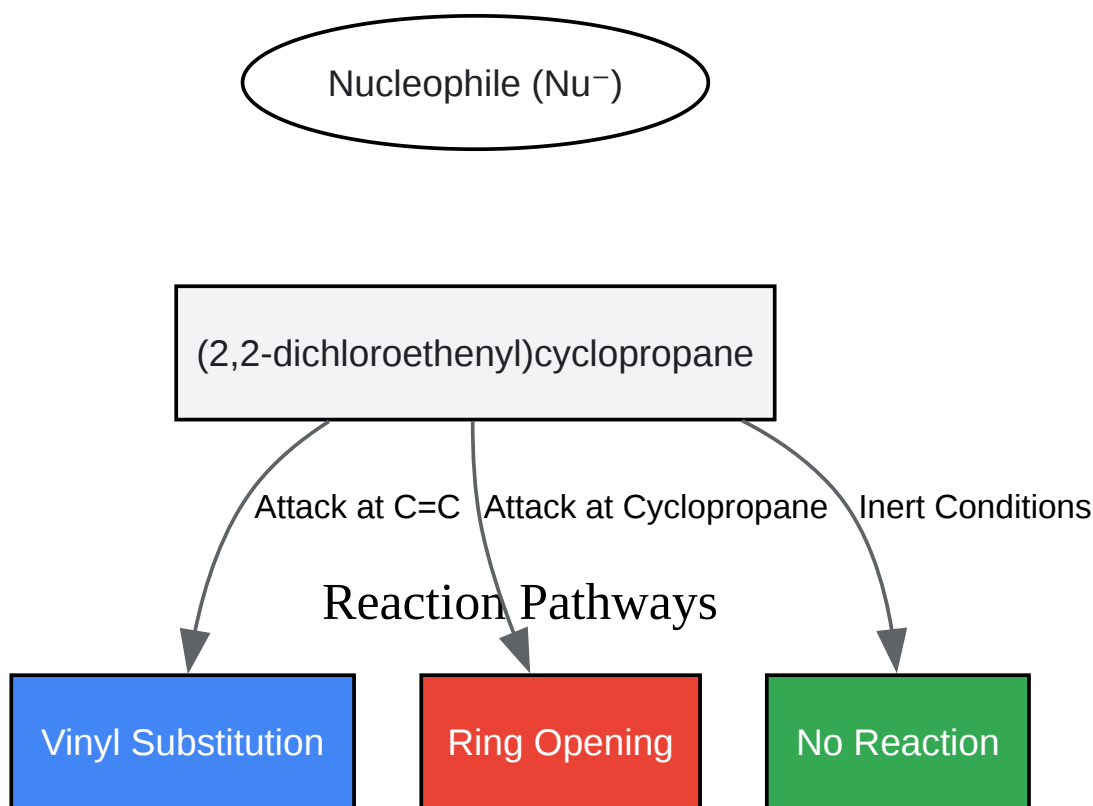 Nucleophile (Nu⁻)
(2,2-dichloroethenyl)cyclopropane
Attack at C=C
Attack at Cyclopropane
Inert Conditions
Reaction Pathways
Vinyl Substitution
Ring Opening
No Reaction